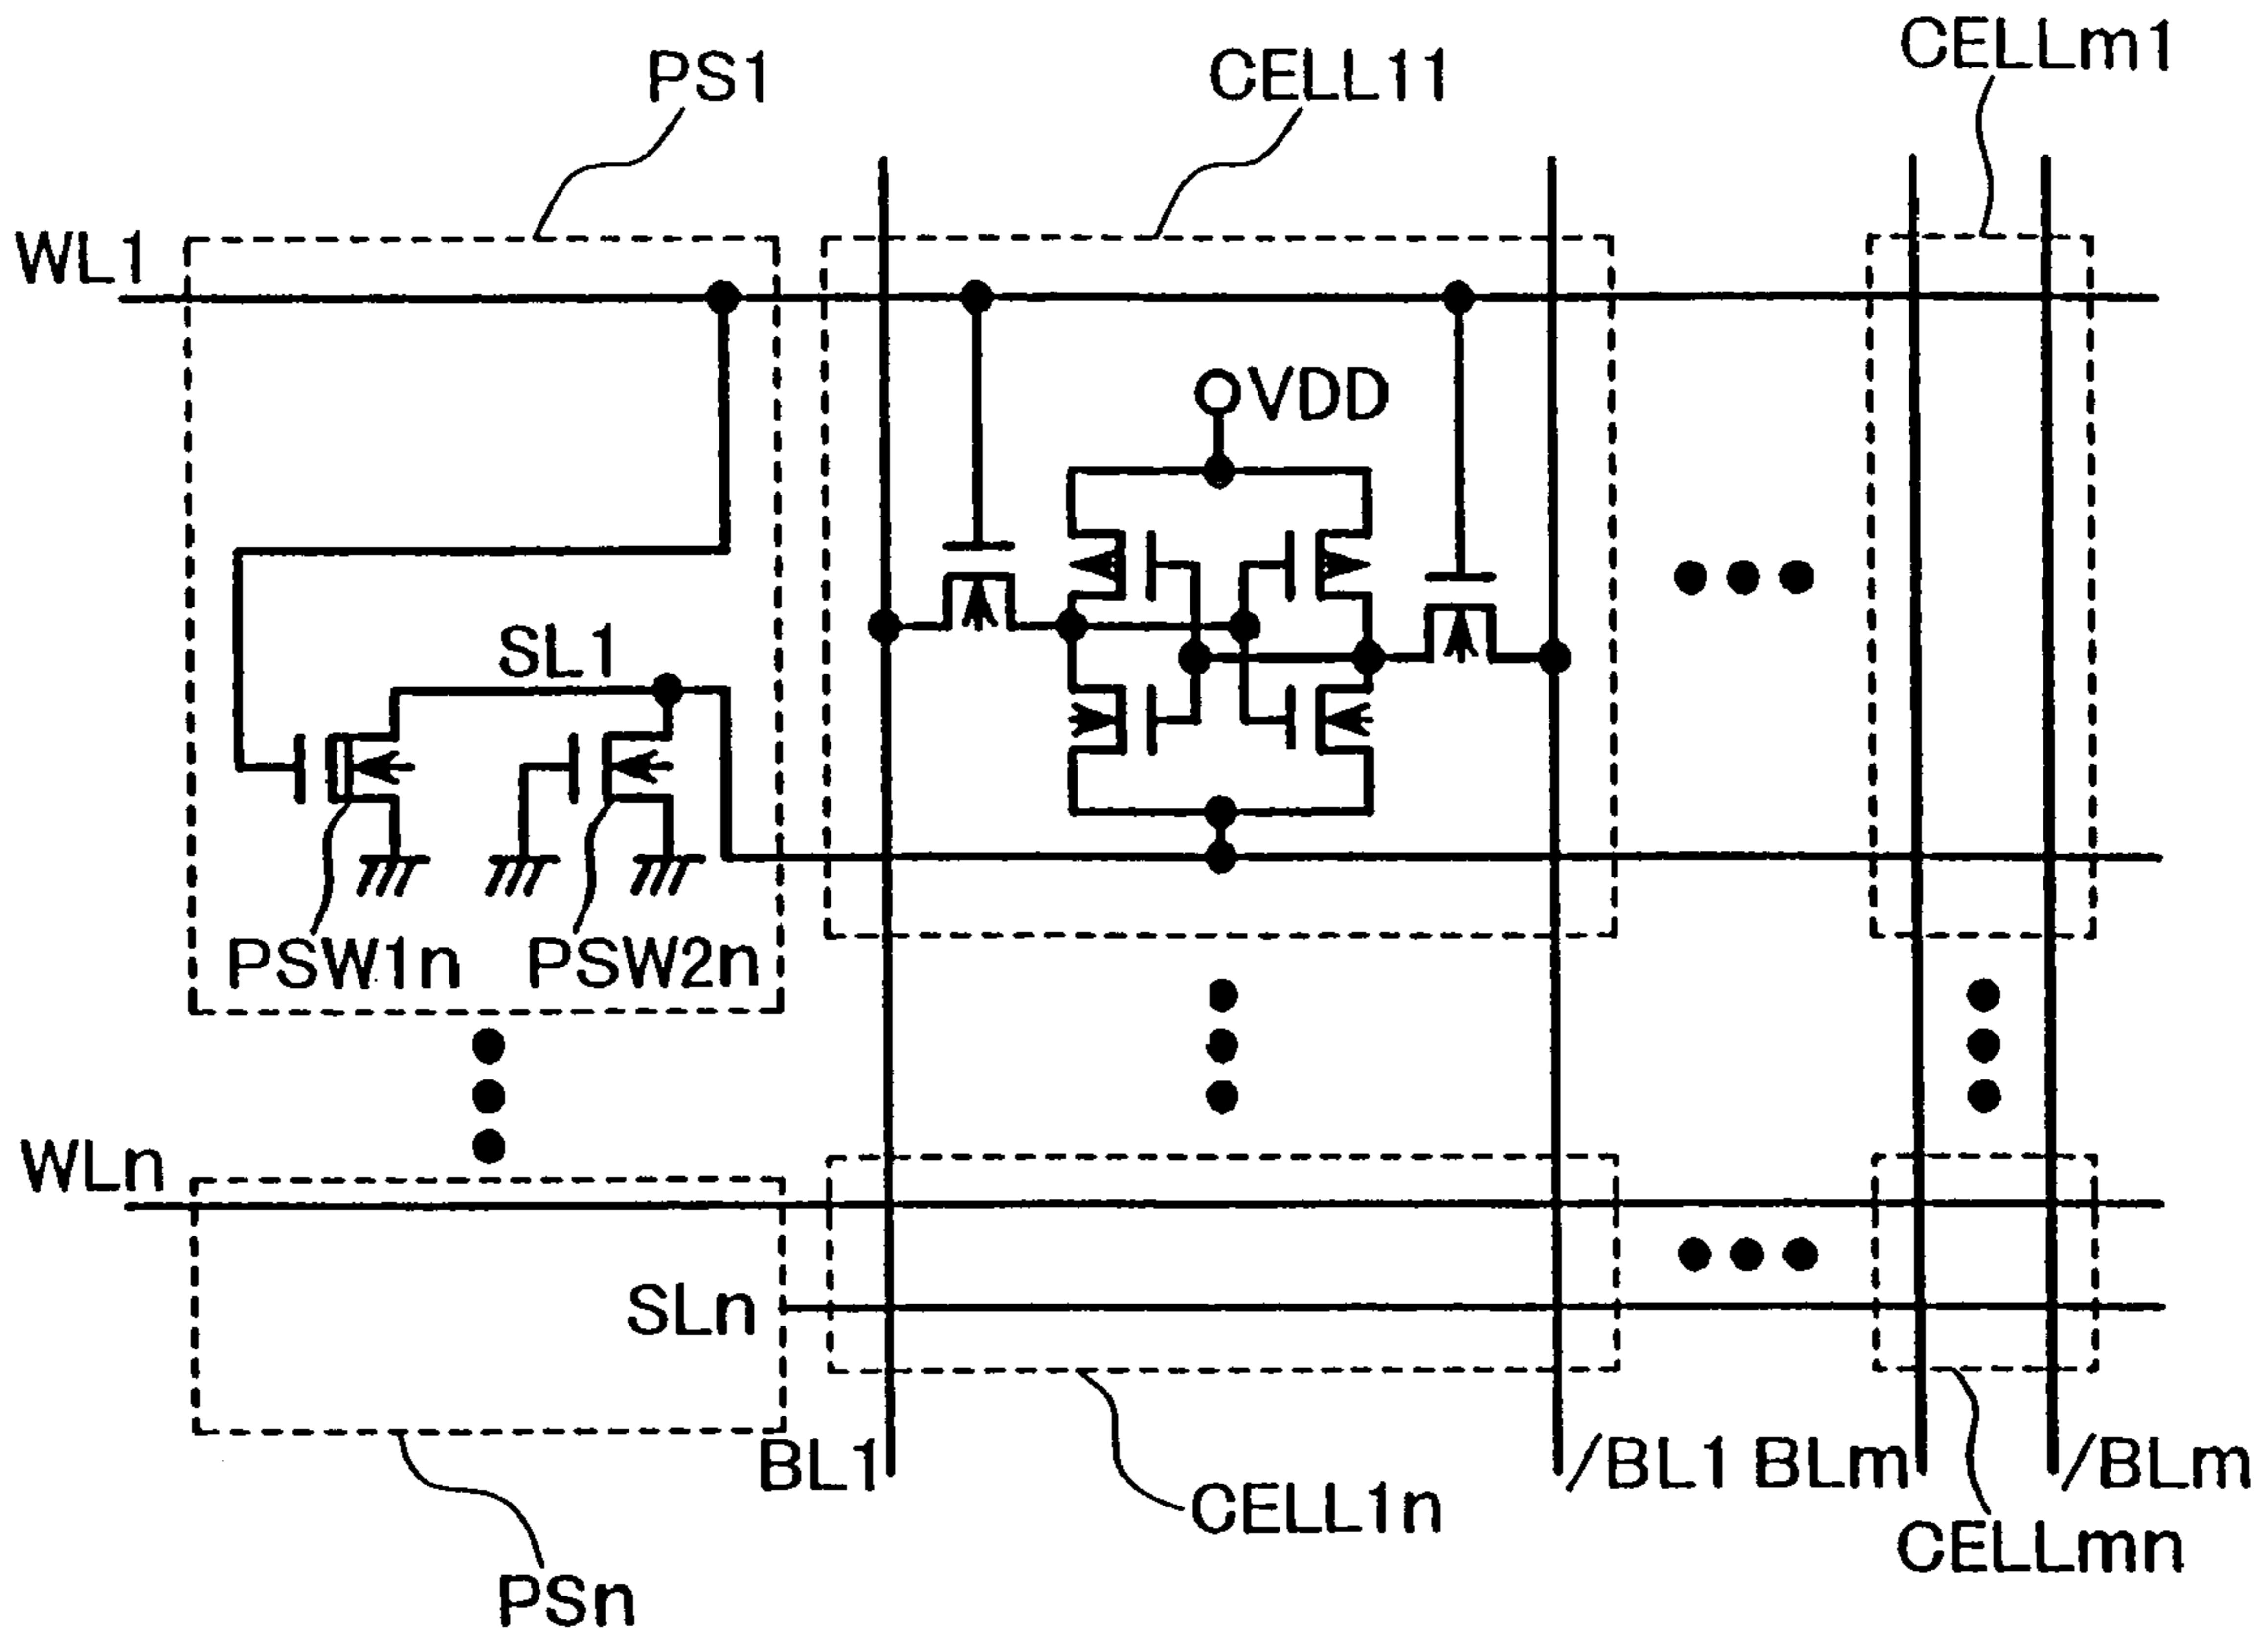 PS1
CELL11
CELLm1
WL1
VDD
SL1
PSW1n
PSW2n
WLn
SLn
BL1
/BL1
BLm
/BLm
CELL1n
CELLmn
PSn